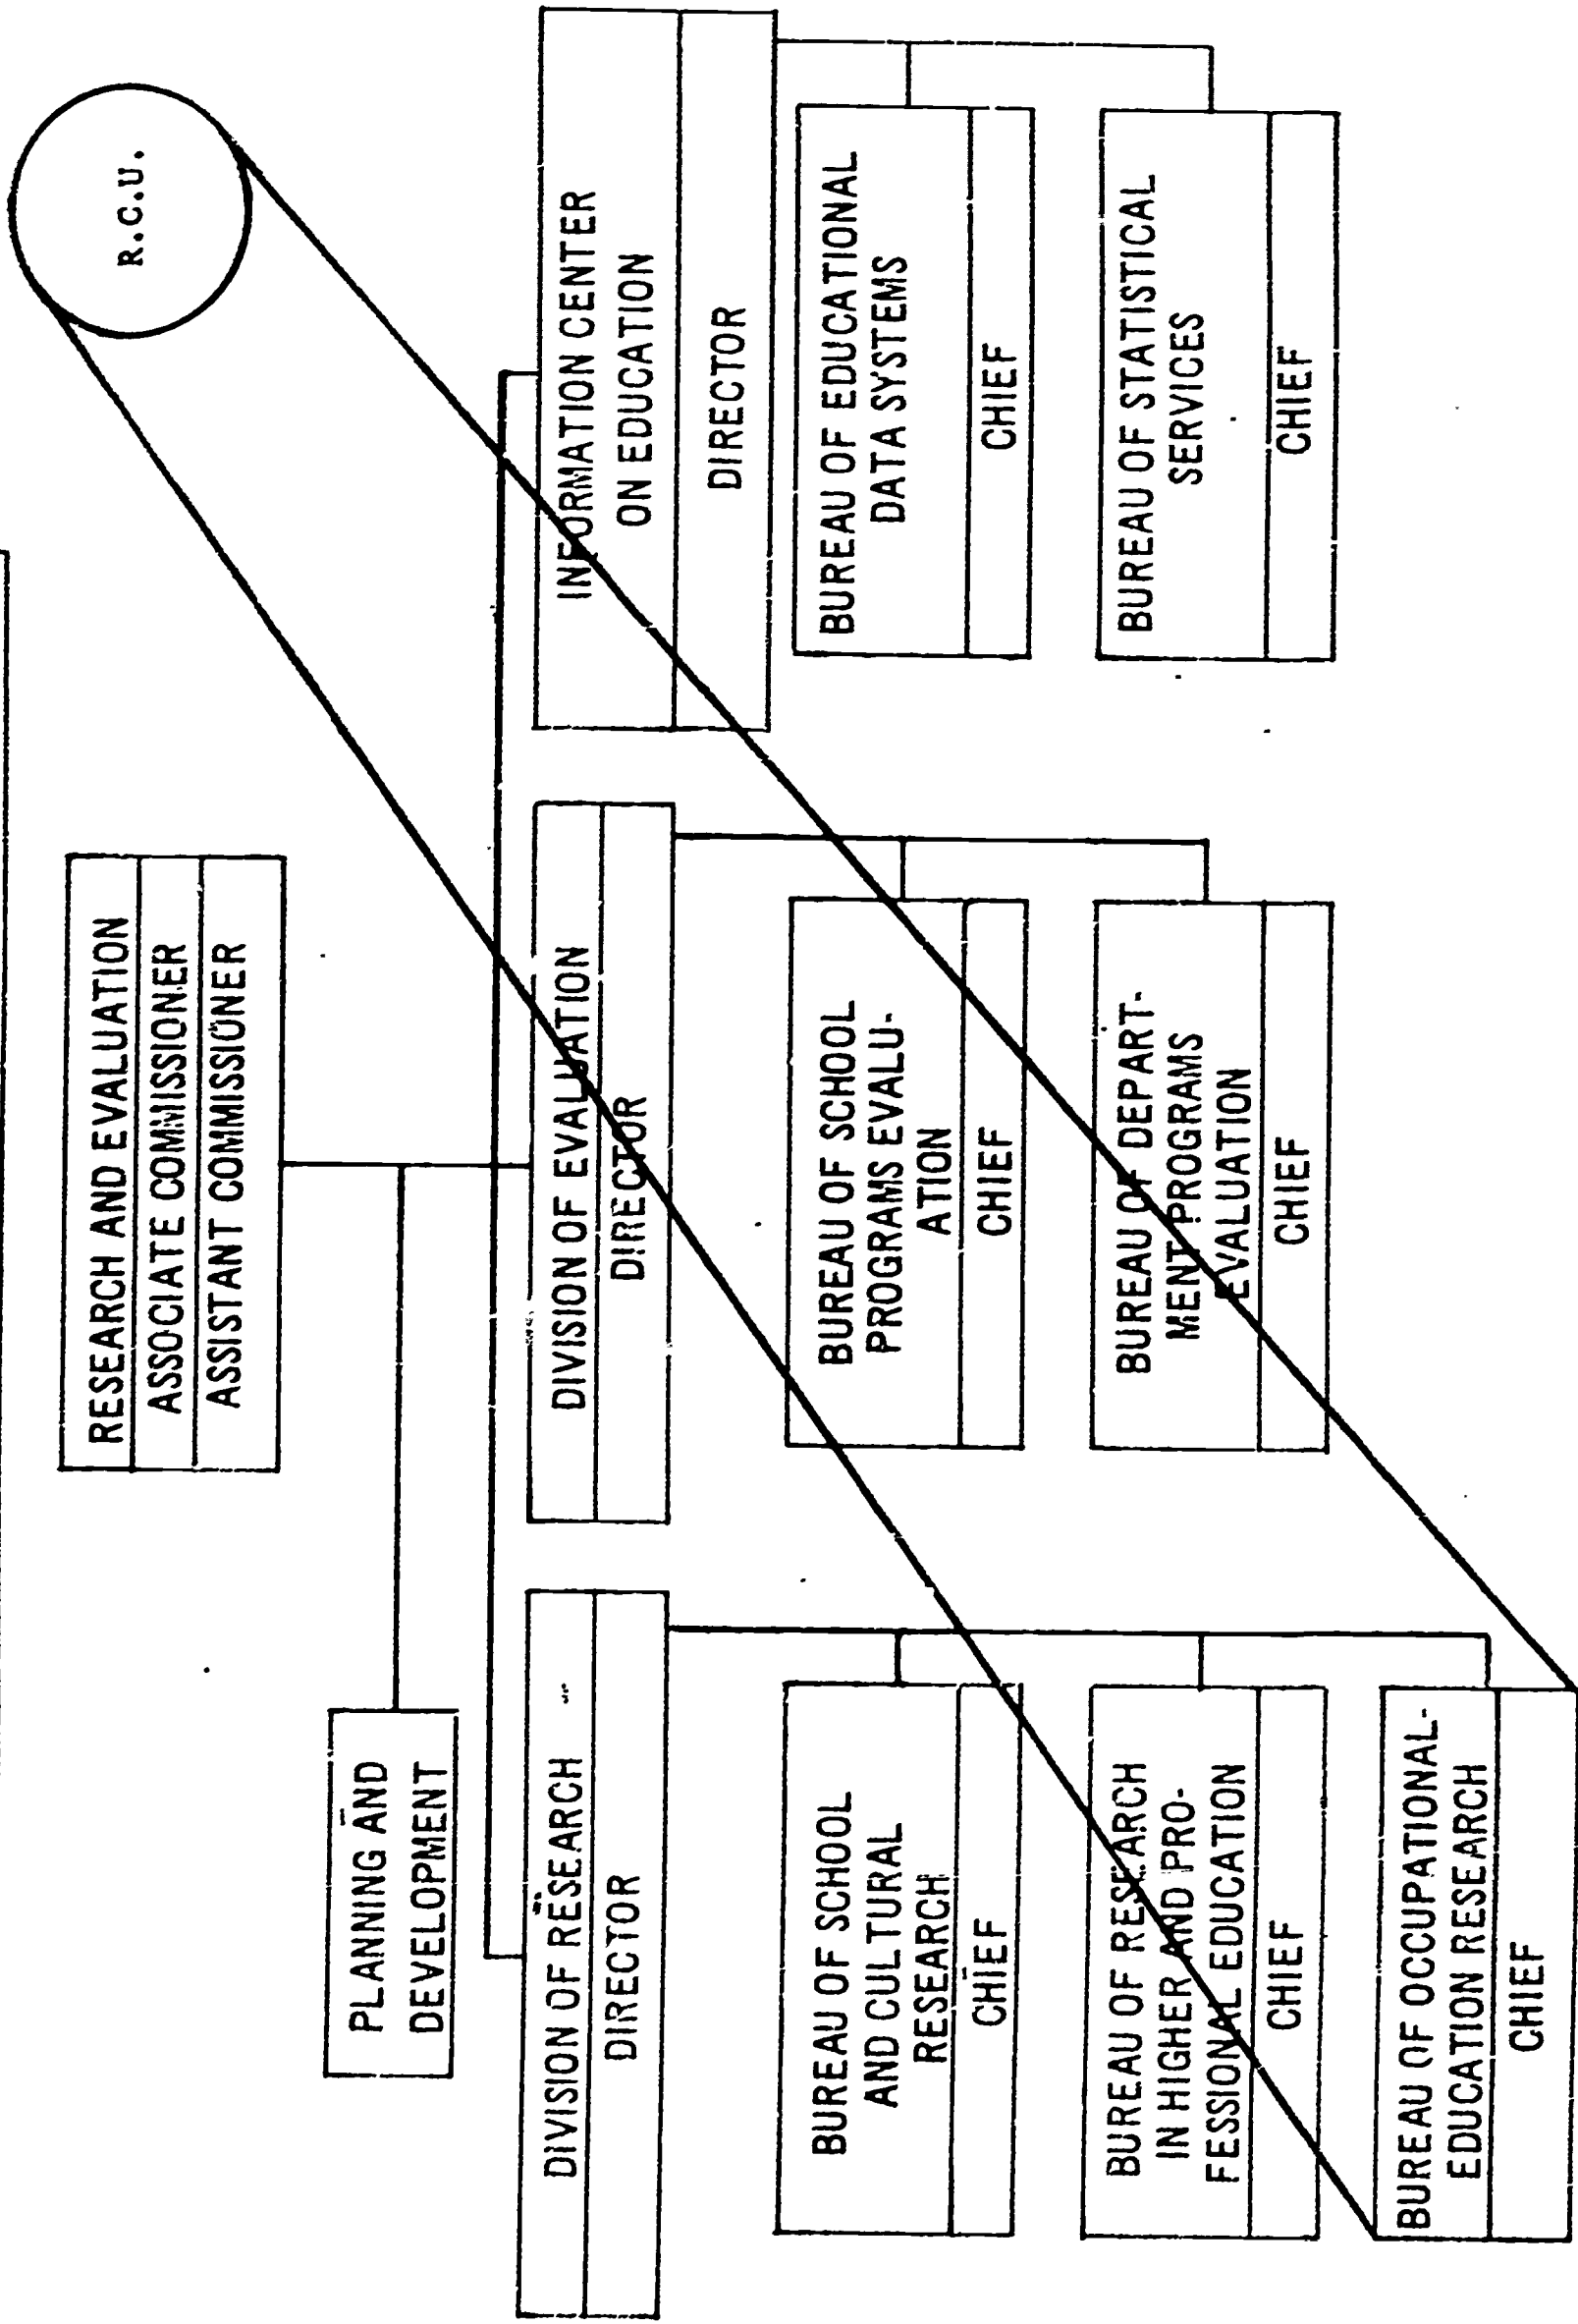 R.C.U.
RESEARCH AND EVALUATION
ASSOCIATE COMMISSIONER
ASSISTANT COMMISSIONER
PLANNING AND
DEVELOPMENT
DIVISION OF RESEARCH
DIRECTOR
BUREAU OF SCHOOL
AND CULTURAL
RESEARCH
CHIEF
BUREAU OF RESEARCH
IN HIGHER AND PRO-
FESSIONAL EDUCATION
CHIEF
BUREAU OF OCCUPATIONAL-
EDUCATION RESEARCH
CHIEF
DIVISION OF EVALUATION
DIRECTOR
BUREAU OF SCHOOL
PROGRAMS EVALU-
ATION
CHIEF
BUREAU OF DEPART-
MENT PROGRAMS
EVALUATION
CHIEF
INFORMATION CENTER
ON EDUCATION
DIRECTOR
BUREAU OF EDUCATIONAL
DATA SYSTEMS
CHIEF
BUREAU OF STATISTICAL
SERVICES
CHIEF